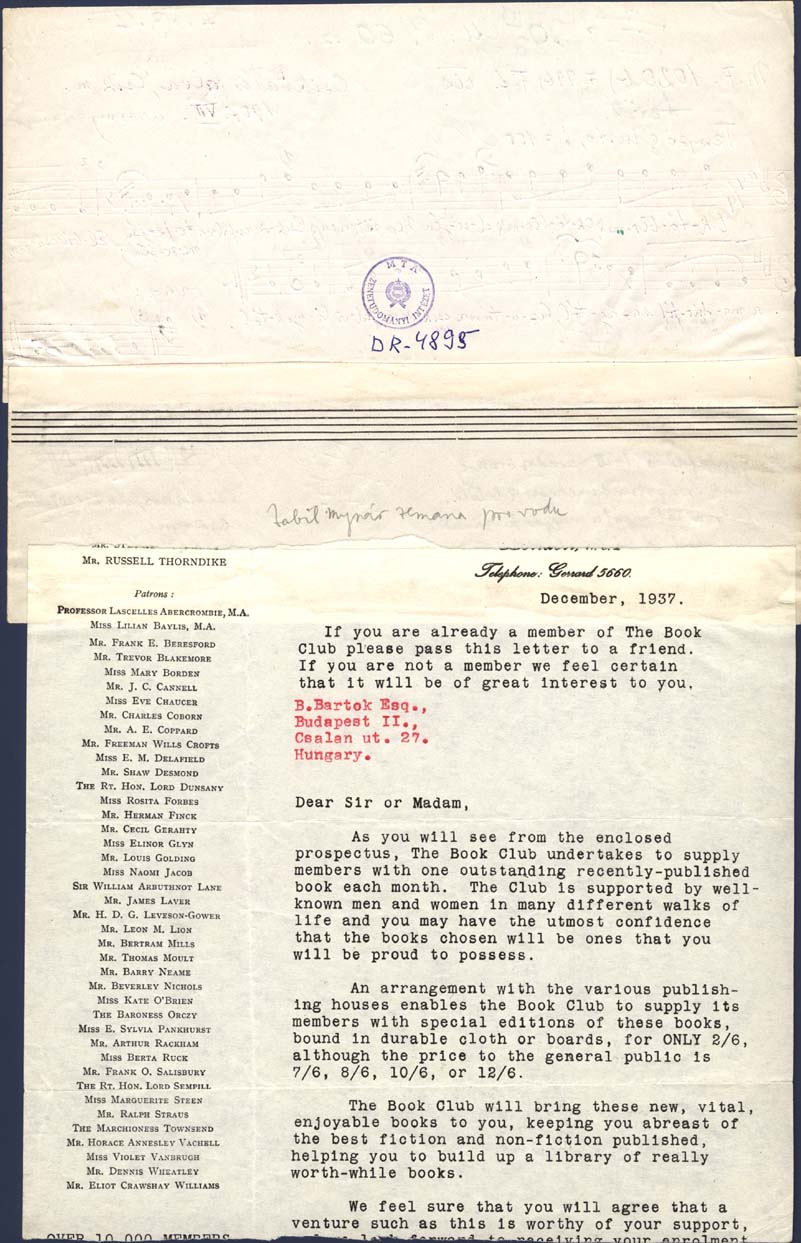 MTA
ZENETUDOMÁNYI INTÉZET
DR-4895
zabil mynár zemana pro vodu
MR. RUSSELL THORNDIKE
Patrons :
PROFESSOR LASCELLES ABERCROMBIE, M.A.
MISS LILIAN BAYLIS, M.A.
MR. FRANK E. BERESFORD
MR. TREVOR BLAKEMORE
MISS MARY BORDEN
MR. J. C. CANNELL
MISS EVE CHAUCER
MR. CHARLES COBORN
MR. A. E. COPPARD
MR. FREEMAN WILLS CROFTS
MISS E. M. DELAFIELD
MR. SHAW DESMOND
THE RT. HON. LORD DUNSANY
MISS ROSITA FORBES
MR. HERMAN FINCK
MR. CECIL GERAHTY
MISS ELINOR GLYN
MR. LOUIS GOLDING
MISS NAOMI JACOB
SIR WILLIAM ARBUTHNOT LANE
MR. JAMES LAVER
MR. H. D. G. LEVESON-GOWER
MR. LEON M. LION
MR. BERTRAM MILLS
MR. THOMAS MOULT
MR. BARRY NEAME
MR. BEVERLEY NICHOLS
MISS KATE O'BRIEN
THE BARONESS ORCZY
MISS E. SYLVIA PANKHURST
MR. ARTHUR RACKHAM
MISS BERTA RUCK
MR. FRANK O. SALISBURY
THE RT. HON. LORD SEMPILL
MISS MARGUERITE STEEN
MR. RALPH STRAUS
THE MARCHIONESS TOWNSEND
MR. HORACE ANNESLEY VACHELL
MISS VIOLET VANBRUGH
MR. DENNIS WHEATLEY
MR. ELIOT CRAWSHAY WILLIAMS
OVER 10,000 MEMBERS
Telephone: Gerrard 5660.
December, 1937.
If you are already a member of The Book
Club please pass this letter to a friend.
If you are not a member we feel certain
that it will be of great interest to you.
B.Bartok Esq.,
Budapest II.,
Csalan ut. 27.
Hungary.
Dear Sir or Madam,
As you will see from the enclosed
prospectus, The Book Club undertakes to supply
members with one outstanding recently-published
book each month. The Club is supported by well-
known men and women in many different walks of
life and you may have the utmost confidence
that the books chosen will be ones that you
will be proud to possess.
An arrangement with the various publish-
ing houses enables the Book Club to supply its
members with special editions of these books,
bound in durable cloth or boards, for ONLY 2/6,
although the price to the general public is
7/6, 8/6, 10/6, or 12/6.
The Book Club will bring these new, vital,
enjoyable books to you, keeping you abreast of
the best fiction and non-fiction published,
helping you to build up a library of really
worth-while books.
We feel sure that you will agree that a
venture such as this is worthy of your support,
look forward to receiving your enrolment